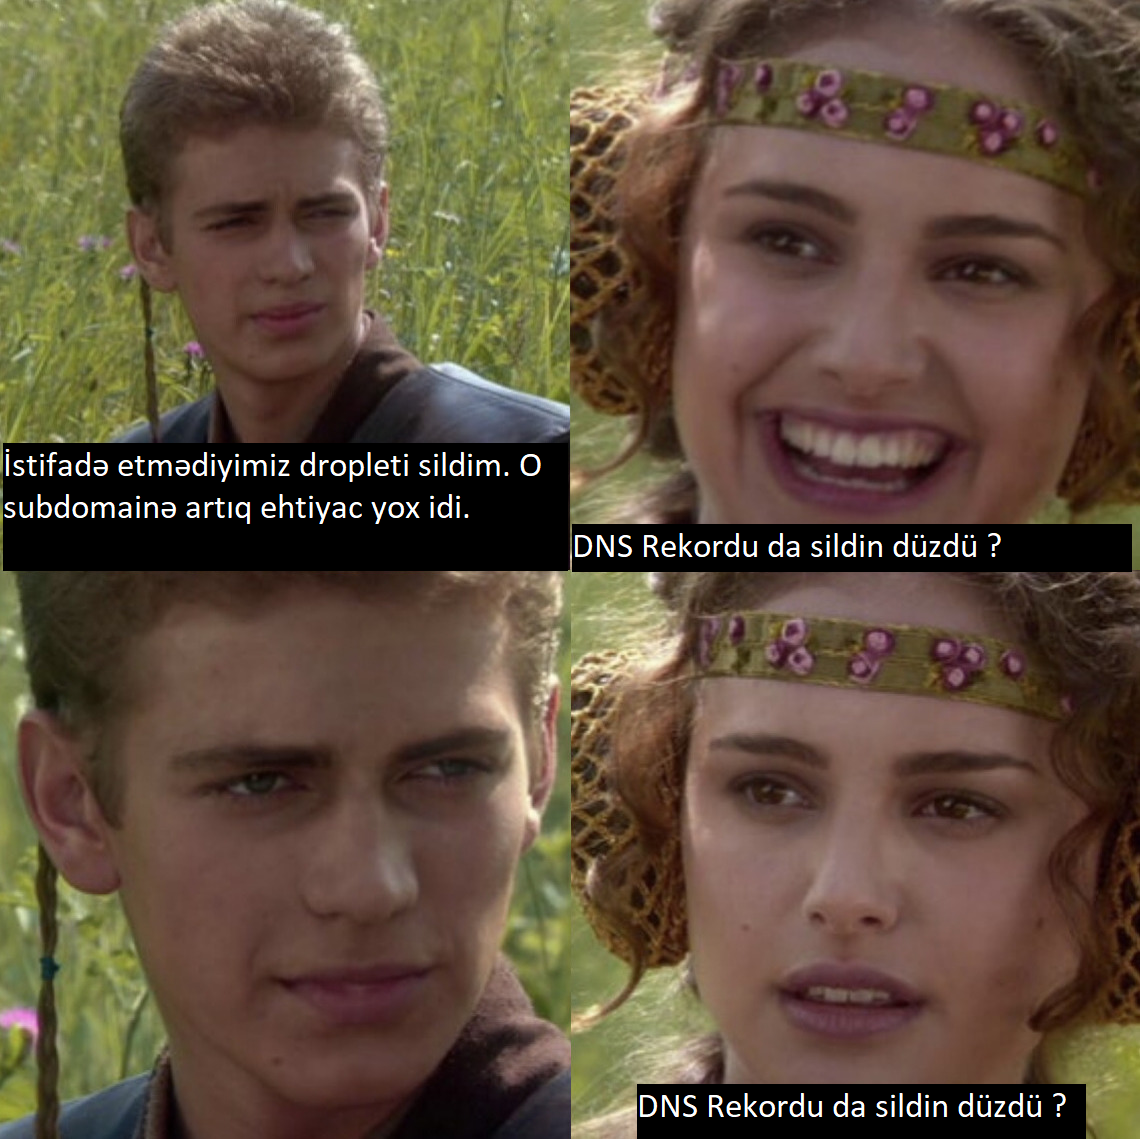 İstifadə etmədiyimiz dropleti sildim. O
subdomainə artıq ehtiyac yox idi.
DNS Rekordu da sildin düzdü ?
DNS Rekordu da sildin düzdü ?